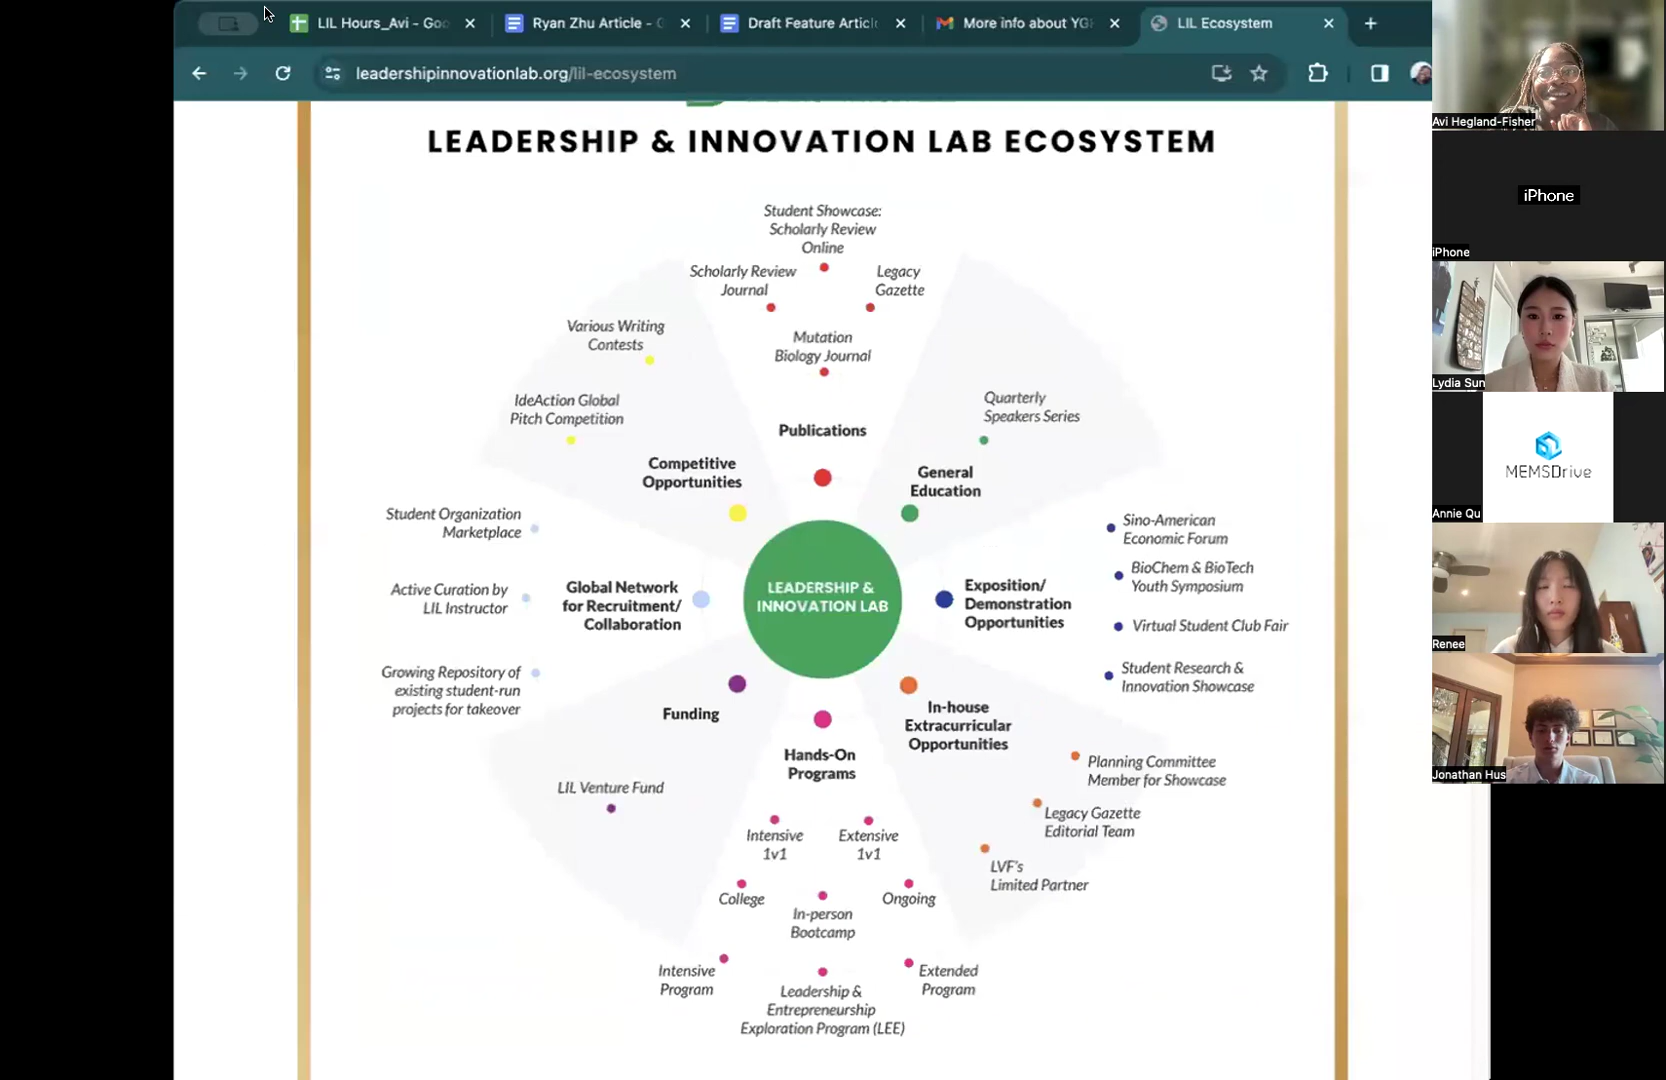 LIL Hours_Avi - Goo
Ryan Zhu Article - G
Draft Feature Article
More info about YG
LIL Ecosystem
leadershipinnovationlab.org/lil-ecosystem
LEADERSHIP & INNOVATION LAB ECOSYSTEM
Student Showcase:
Scholarly Review
Online
Scholarly Review
Journal
Legacy
Gazette
Mutation
Biology Journal
Publications
Various Writing
Contests
IdeAction Global
Pitch Competition
Competitive
Opportunities
Quarterly
Speakers Series
General
Education
Student Organization
Marketplace
Active Curation by
LIL Instructor
Growing Repository of
existing student-run
projects for takeover
Global Network
for Recruitment/
Collaboration
LEADERSHIP &
INNOVATION LAB
Exposition/
Demonstration
Opportunities
Sino-American
Economic Forum
BioChem & BioTech
Youth Symposium
Virtual Student Club Fair
Student Research &
Innovation Showcase
Funding
LIL Venture Fund
Hands-On
Programs
In-house
Extracurricular
Opportunities
Planning Committee
Member for Showcase
Legacy Gazette
Editorial Team
LVF's
Limited Partner
Intensive
1v1
Extensive
1v1
College
In-person
Bootcamp
Ongoing
Intensive
Program
Leadership &
Entrepreneurship
Exploration Program (LEE)
Extended
Program
Avi Hegland-Fisher
iPhone
iPhone
Lydia Sun
MEMSDrive
Annie Qu
Renee
Jonathan Hus